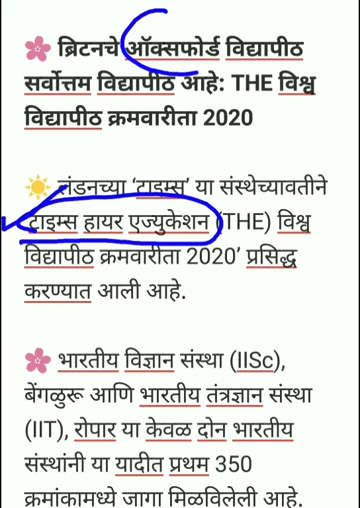 🌸 ब्रिटनचे ऑक्सफोर्ड विद्यापीठ
सर्वोत्तम विद्यापीठ आहे: THE विश्व
विद्यापीठ क्रमवारीता 2020
☀️ लंडनच्या ‘टाइम्स’ या संस्थेच्यावतीने
टाइम्स हायर एज्युकेशन (THE) विश्व
विद्यापीठ क्रमवारीता 2020’ प्रसिद्ध
करण्यात आली आहे.
🌸 भारतीय विज्ञान संस्था (IISc),
बेंगळुरू आणि भारतीय तंत्रज्ञान संस्था
(IIT), रोपार या केवळ दोन भारतीय
संस्थांनी या यादीत प्रथम 350
क्रमांकामध्ये जागा मिळविलेली आहे.